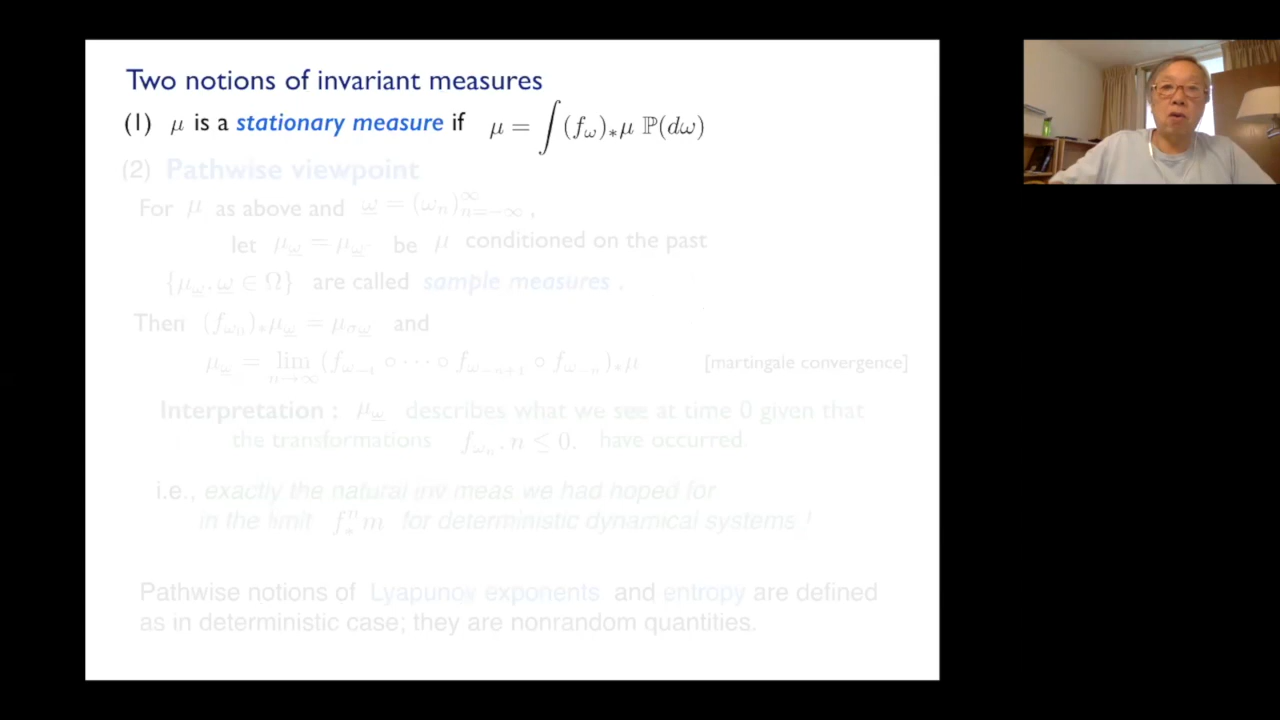 Two notions of invariant measures
(1) μ is a stationary measure if μ = ∫(f_ω)_*μ ℙ(dω)
(2) Pathwise viewpoint
For μ as above and ω = (ω_n)_{n=-∞}^∞ ,
let μ_ω = μ_ω- be μ conditioned on the past
{μ_ω, ω ∈ Ω} are called sample measures .
Then (f_{ω_n})_*μ_ω = μ_{σω} and
μ_ω = lim_{n→∞} (f_{ω_{-1}} ∘ ⋯ ∘ f_{ω_{-n+1}} ∘ f_{ω_{-n}})_*μ [martingale convergence]
Interpretation : μ_ω describes what we see at time 0 given that
the transformations f_{ω_n}, n ≤ 0, have occurred.
i.e., exactly the natural inv meas we had hoped for
in the limit f_*^n m for deterministic dynamical systems !
Pathwise notions of Lyapunov exponents and entropy are defined
as in deterministic case; they are nonrandom quantities.